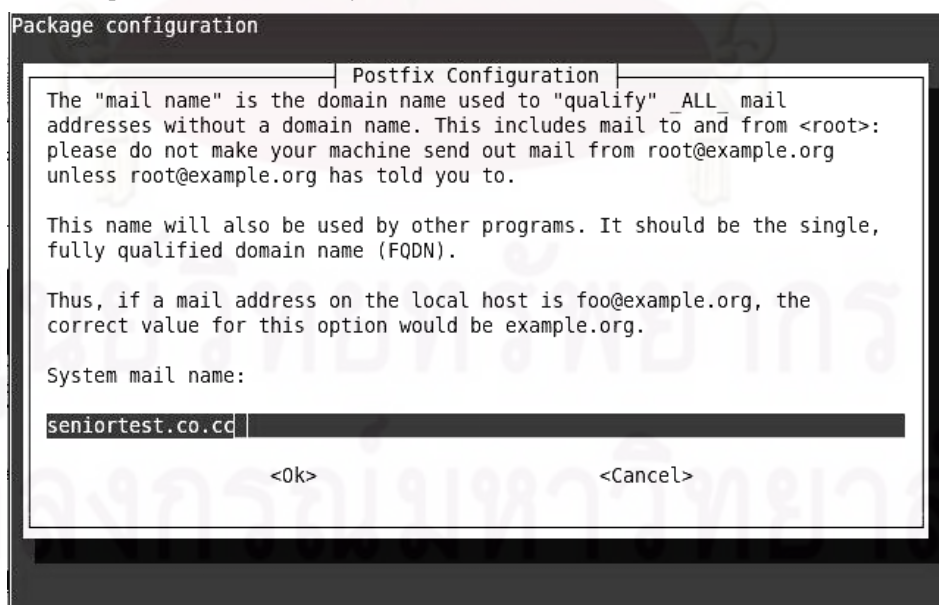 Package configuration
Postfix Configuration
The "mail name" is the domain name used to "qualify" _ALL_ mail
addresses without a domain name. This includes mail to and from <root>:
please do not make your machine send out mail from root@example.org
unless root@example.org has told you to.
This name will also be used by other programs. It should be the single,
fully qualified domain name (FQDN).
Thus, if a mail address on the local host is foo@example.org, the
correct value for this option would be example.org.
System mail name:
seniortest.co.cc
<Ok> <Cancel>